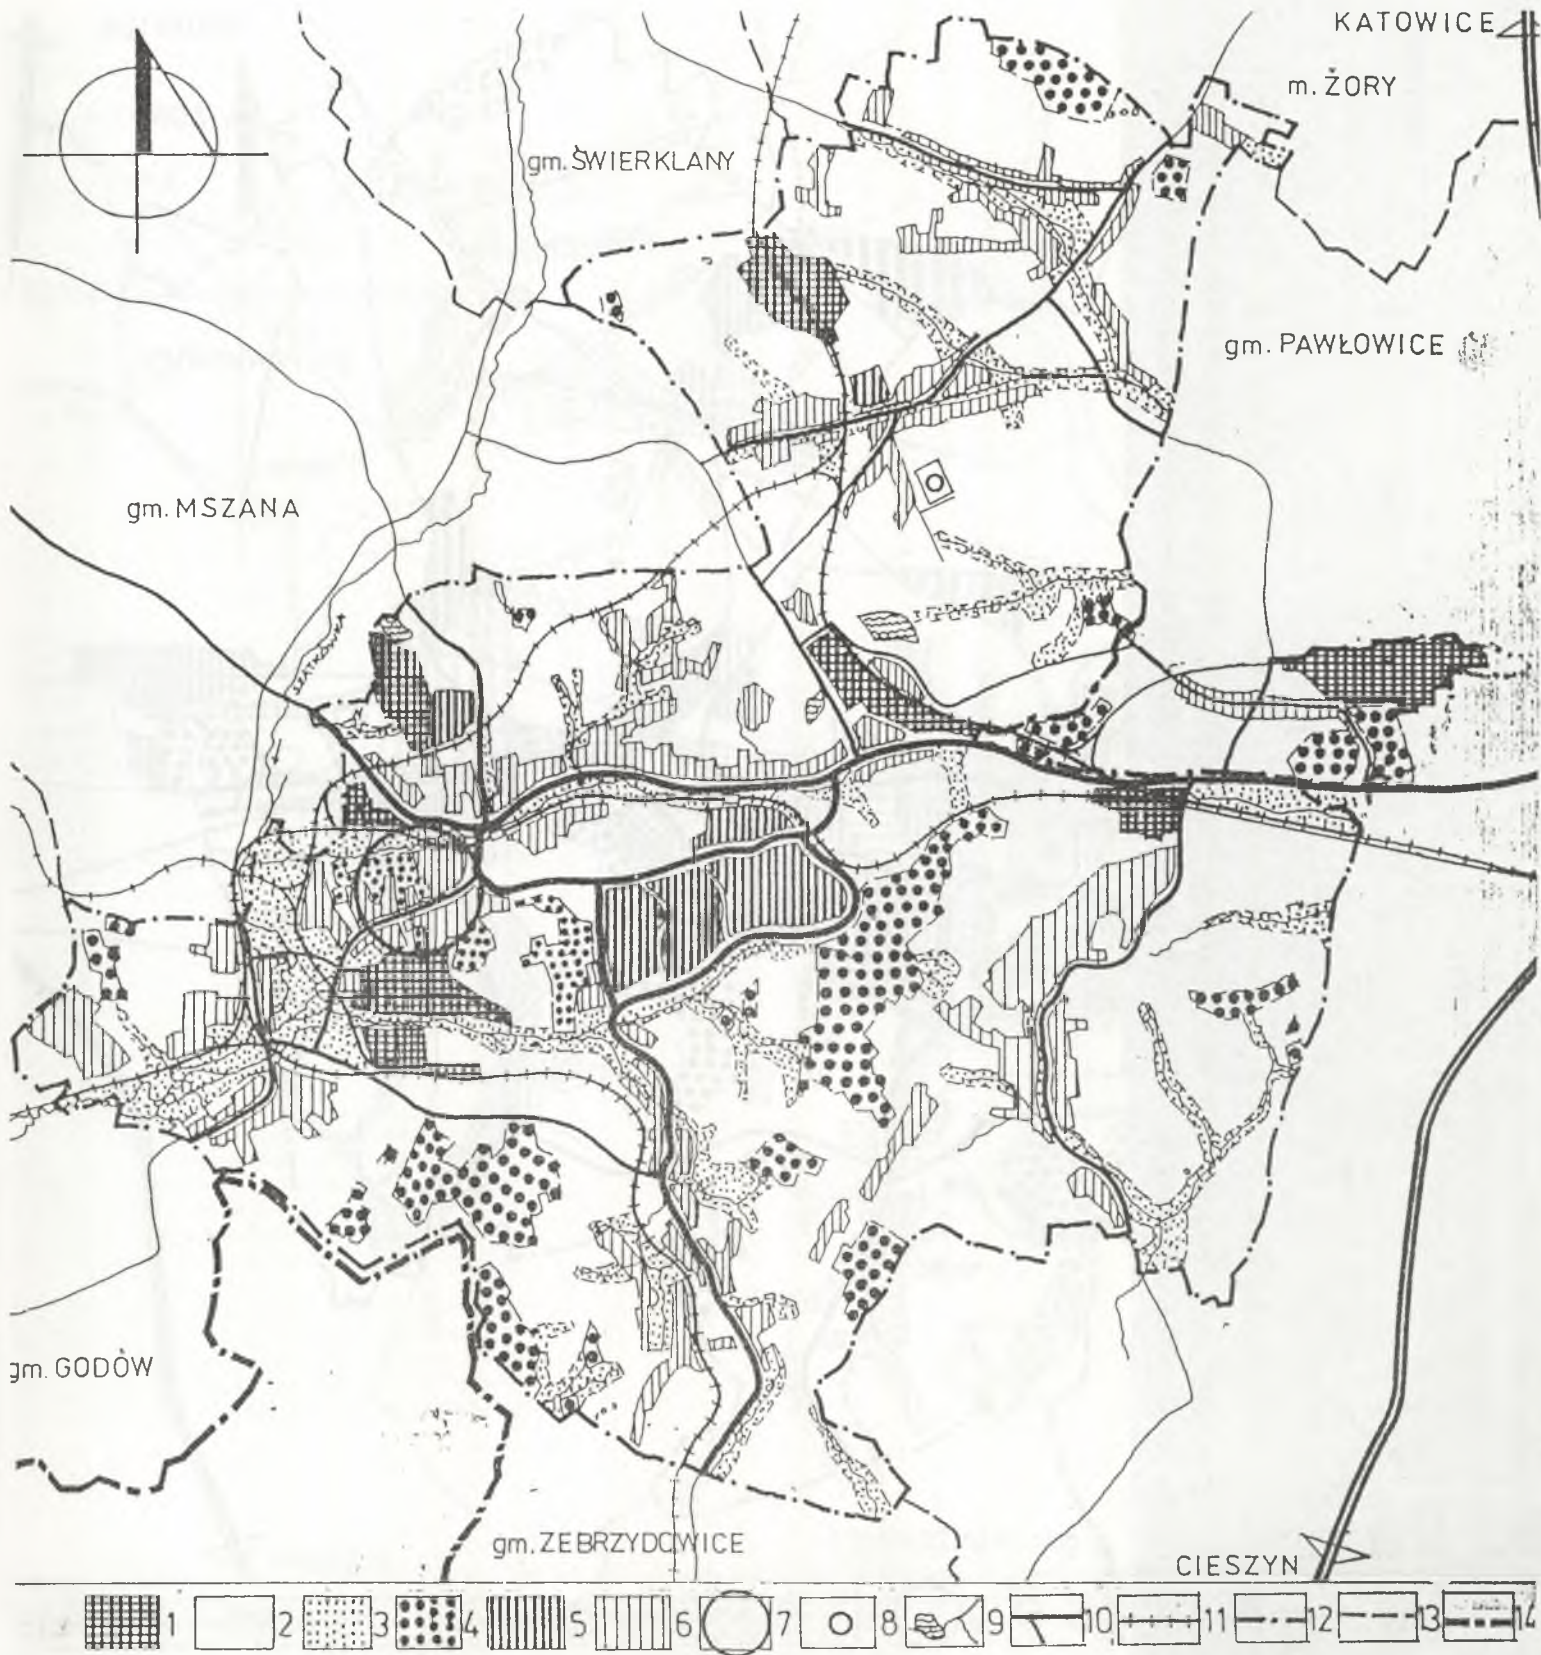 KATOWICE
m. ŻORY
gm. ŚWIERKLANY
gm. PAWŁOWICE
gm. MSZANA
SZATKÓWKA
gm. GODÓW
gm. ZEBRZYDOWICE
CIESZYN
1 2 3 4 5 6 7 8 9 10 11 12 13 14